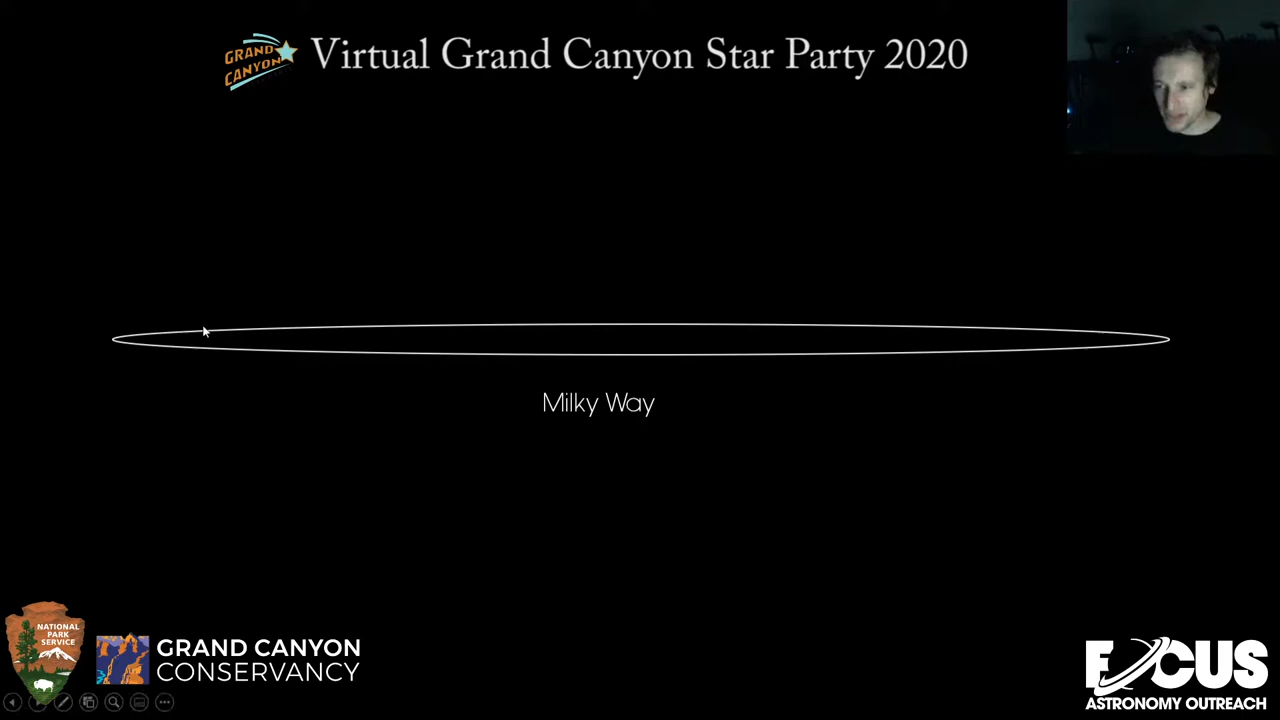 GRAND
CANYON
Virtual Grand Canyon Star Party 2020
Milky Way
NATIONAL
PARK
SERVICE
GRAND CANYON
CONSERVANCY
FOCUS
ASTRONOMY OUTREACH